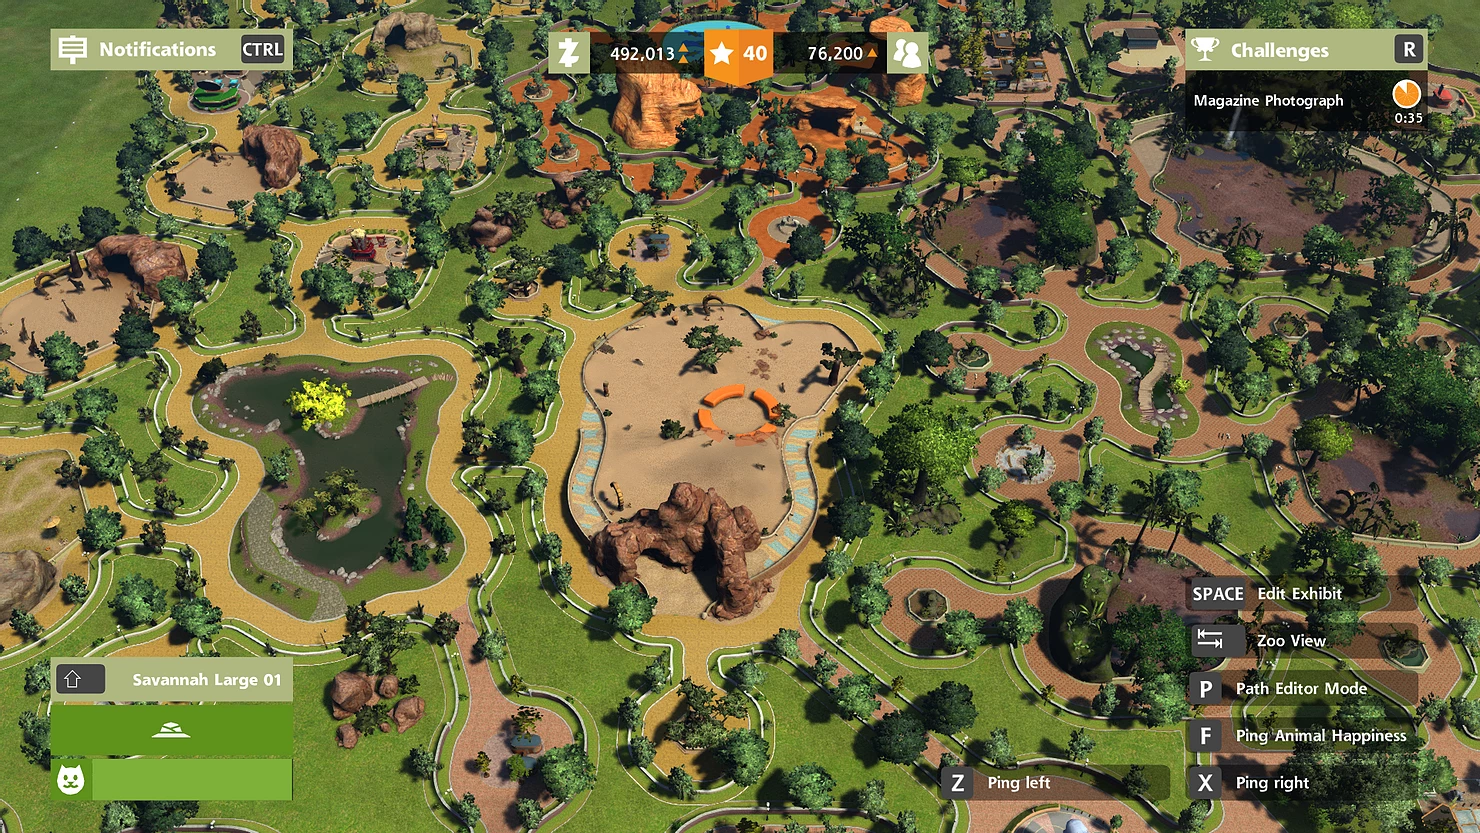 Notifications CTRL
492,013 40 76,200
Challenges R
Magazine Photograph
0:35
SPACE Edit Exhibit
Zoo View
Savannah Large 01
P Path Editor Mode
F Ping Animal Happiness
Z Ping left X Ping right